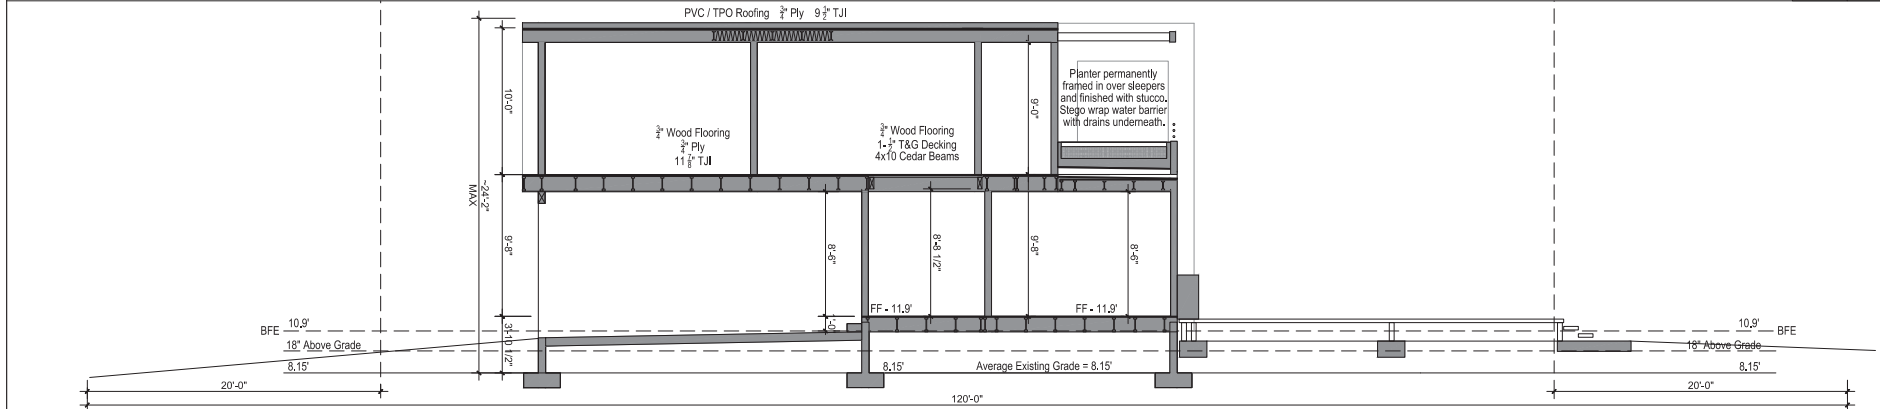 PVC / TPO Roofing   3/4" Ply   9 1/2" TJI
Planter permanently
framed in over sleepers
and finished with stucco.
Stego wrap water barrier
with drains underneath.
10'-0"
9'-0"
3/4" Wood Flooring
3/4" Ply
11 7/8" TJI
3/4" Wood Flooring
1-1/2" T&G Decking
4x10 Cedar Beams
~24'-2"
MAX
9'-8"
8'-6"
8'-8 1/2"
9'-8"
8'-6"
FF - 11.9'
FF - 11.9'
1'-0"
3'-10 1/2"
BFE
10.9'
10.9'
BFE
18" Above Grade
18" Above Grade
8.15'
8.15'
Average Existing Grade = 8.15'
8.15'
20'-0"
20'-0"
120'-0"